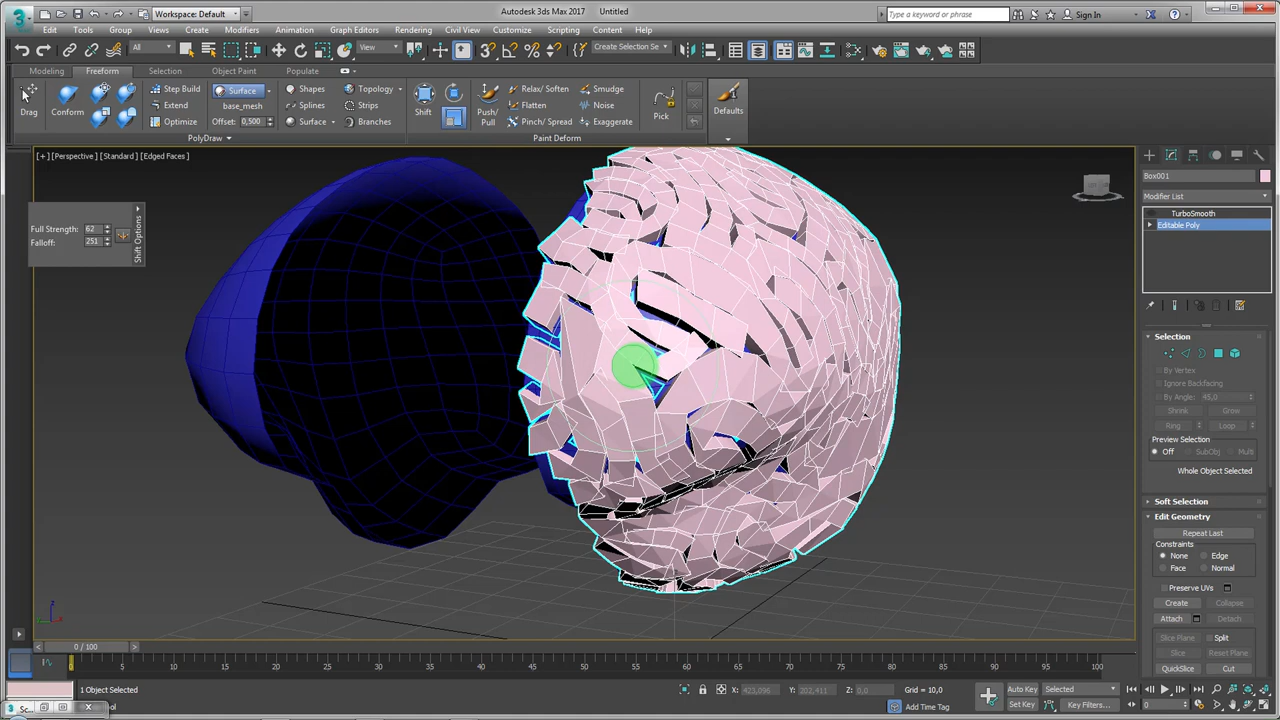 Workspace: Default
Autodesk 3ds Max 2017   Untitled
Type a keyword or phrase
Sign In
Edit Tools Group Views Create Modifiers Animation Graph Editors Rendering Civil View Customize Scripting Content Help
All View Create Selection Se
Modeling Freeform Selection Object Paint Populate
Drag Conform Step Build Surface Shapes Topology Shift Push/ Pull Relax/ Soften Smudge Pick Defaults
Extend base_mesh Splines Strips Flatten Noise
Optimize Offset: 0,500 Surface Branches Pinch/ Spread Exaggerate
PolyDraw Paint Deform
[+] [Perspective] [Standard] [Edged Faces]
Full Strength: 62
Falloff: 251
Shift Options
Box001
Modifier List
TurboSmooth
Editable Poly
Selection
By Vertex
Ignore Backfacing
By Angle: 45,0
Shrink Grow
Ring Loop
Preview Selection
Off SubObj Multi
Whole Object Selected
Soft Selection
Edit Geometry
Repeat Last
Constraints
None Edge
Face Normal
Preserve UVs
Create Collapse
Attach Detach
Slice Plane Split
Slice Reset Plane
QuickSlice Cut
0 / 100
0 5 10 15 20 25 30 35 40 45 50 55 60 65 70 75 80 85 90 95 100
1 Object Selected
X: 423,096 Y: 202,411 Z: 0,0 Grid = 10,0
Auto Key Selected
Add Time Tag
Set Key Key Filters...
0
Sc...